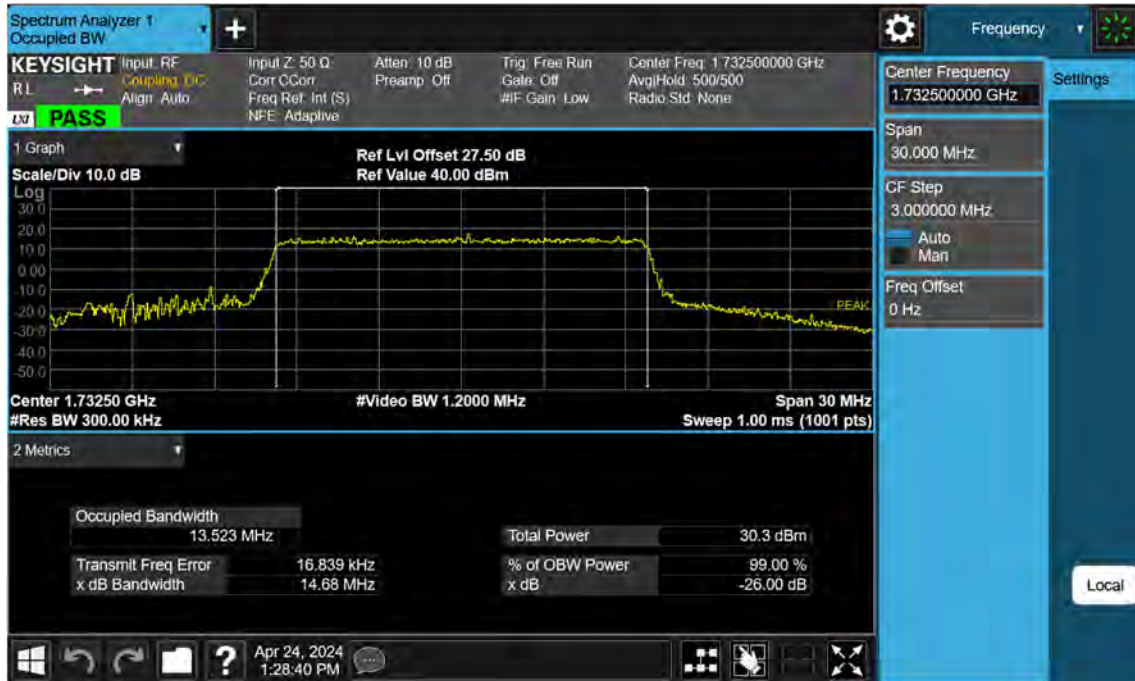 Spectrum Analyzer 1
Occupied BW
+
Frequency
KEYSIGHT Input: RF Input Z: 50 Ω Atten: 10 dB Trig: Free Run Center Freq: 1.732500000 GHz
RL Coupling: DC Corr CCorr Preamp: Off Gate: Off Avg|Hold: 500/500
Align: Auto Freq Ref: Int (S) #IF Gain: Low Radio Std: None
LXI PASS NFE: Adaptive
1 Graph
Ref Lvl Offset 27.50 dB
Scale/Div 10.0 dB Ref Value 40.00 dBm
Log
30.0
20.0
10.0
0.00
-10.0
-20.0
-30.0
-40.0
-50.0
PEAK
Center 1.73250 GHz #Video BW 1.2000 MHz Span 30 MHz
#Res BW 300.00 kHz Sweep 1.00 ms (1001 pts)
2 Metrics
Occupied Bandwidth
13.523 MHz
Total Power 30.3 dBm
Transmit Freq Error 16.839 kHz % of OBW Power 99.00 %
x dB Bandwidth 14.68 MHz x dB -26.00 dB
Center Frequency
1.732500000 GHz
Settings
Span
30.000 MHz
CF Step
3.000000 MHz
Auto
Man
Freq Offset
0 Hz
Local
?
Apr 24, 2024
1:28:40 PM